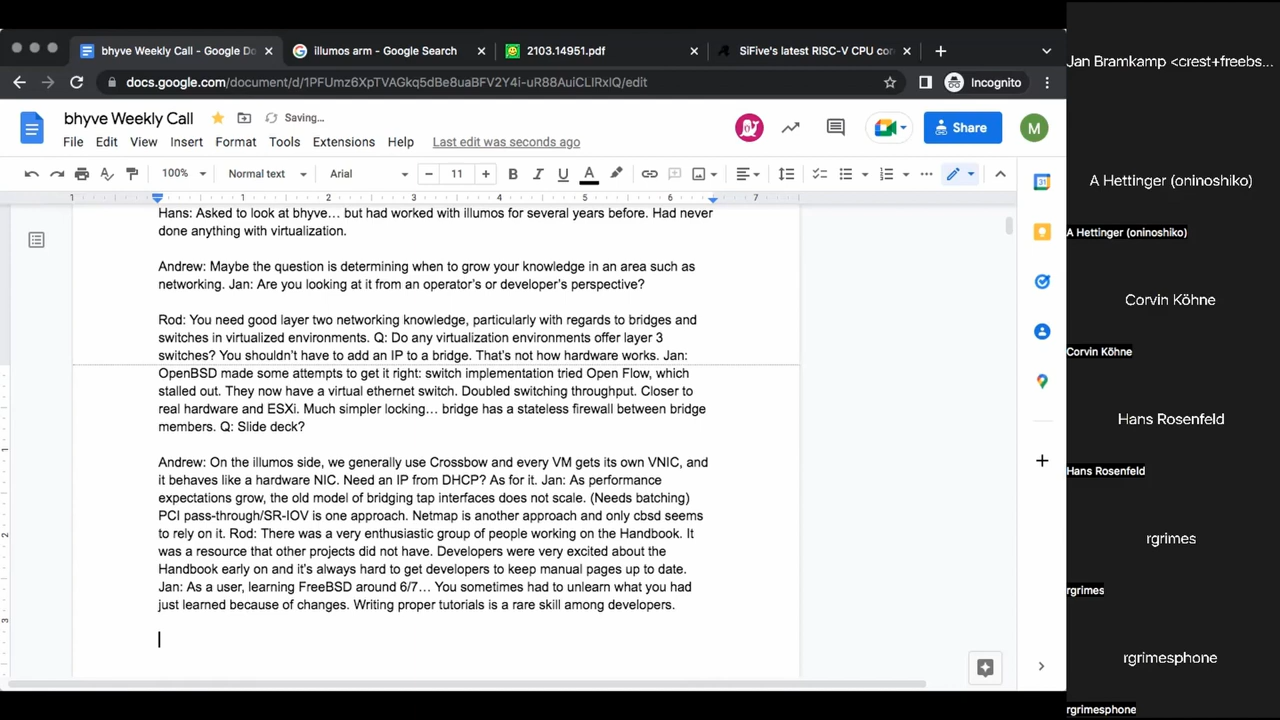 bhyve Weekly Call - Google Do
illumos arm - Google Search
2103.14951.pdf
SiFive's latest RISC-V CPU cor
docs.google.com/document/d/1PFUmz6XpTVAGkq5dBe8uaBFV2Y4i-uR88AuiCLIRxIQ/edit
Incognito
bhyve Weekly Call
Saving...
Share
M
File Edit View Insert Format Tools Extensions Help Last edit was seconds ago
100% Normal text Arial 11
1 1 2 3 4 5 6 7
Hans: Asked to look at bhyve… but had worked with illumos for several years before. Had never
done anything with virtualization.
Andrew: Maybe the question is determining when to grow your knowledge in an area such as
networking. Jan: Are you looking at it from an operator's or developer's perspective?
Rod: You need good layer two networking knowledge, particularly with regards to bridges and
switches in virtualized environments. Q: Do any virtualization environments offer layer 3
switches? You shouldn't have to add an IP to a bridge. That's not how hardware works. Jan:
OpenBSD made some attempts to get it right: switch implementation tried Open Flow, which
stalled out. They now have a virtual ethernet switch. Doubled switching throughput. Closer to
real hardware and ESXi. Much simpler locking… bridge has a stateless firewall between bridge
members. Q: Slide deck?
Andrew: On the illumos side, we generally use Crossbow and every VM gets its own VNIC, and
it behaves like a hardware NIC. Need an IP from DHCP? As for it. Jan: As performance
expectations grow, the old model of bridging tap interfaces does not scale. (Needs batching)
PCI pass-through/SR-IOV is one approach. Netmap is another approach and only cbsd seems
to rely on it. Rod: There was a very enthusiastic group of people working on the Handbook. It
was a resource that other projects did not have. Developers were very excited about the
Handbook early on and it's always hard to get developers to keep manual pages up to date.
Jan: As a user, learning FreeBSD around 6/7… You sometimes had to unlearn what you had
just learned because of changes. Writing proper tutorials is a rare skill among developers.
1
2
3
Jan Bramkamp <crest+freebs...
A Hettinger (oninoshiko)
A Hettinger (oninoshiko)
Corvin Köhne
Corvin Köhne
Hans Rosenfeld
Hans Rosenfeld
rgrimes
rgrimes
rgrimesphone
rgrimesphone